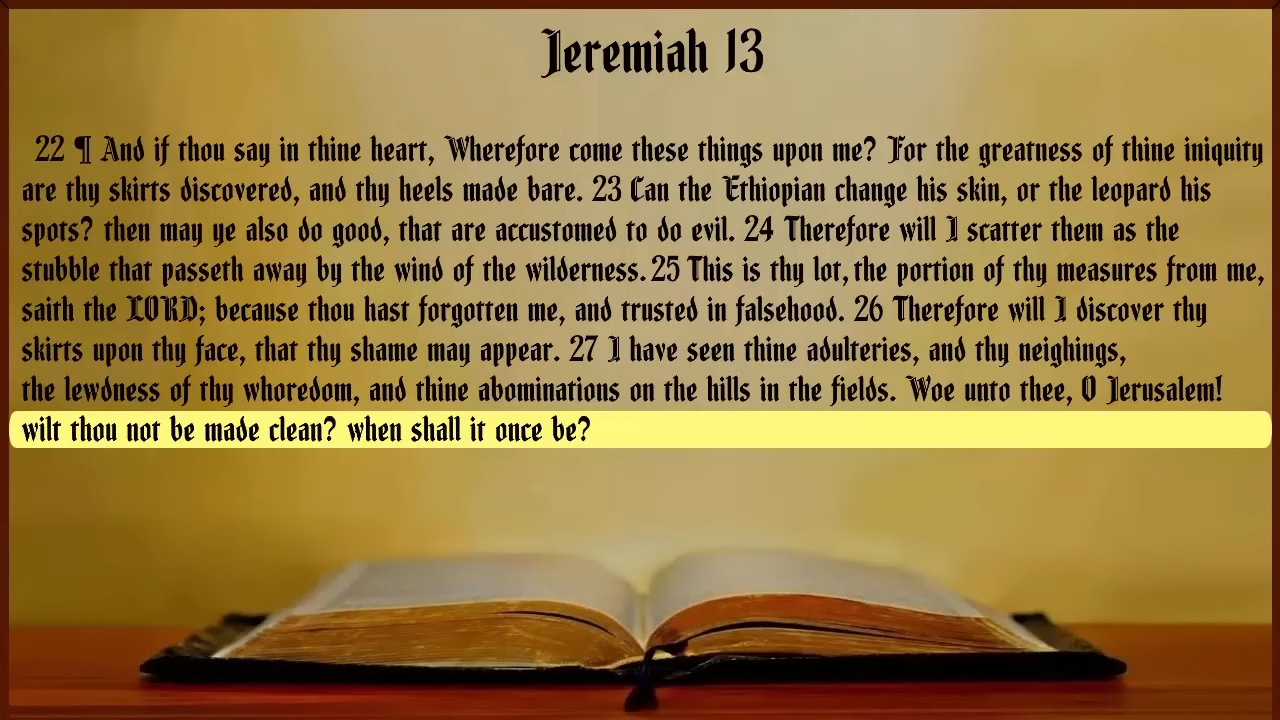 Jeremiah 13
22 ¶ And if thou say in thine heart, Wherefore come these things upon me? For the greatness of thine iniquity
are thy skirts discovered, and thy heels made bare. 23 Can the Ethiopian change his skin, or the leopard his
spots? then may ye also do good, that are accustomed to do evil. 24 Therefore will I scatter them as the
stubble that passeth away by the wind of the wilderness. 25 This is thy lot, the portion of thy measures from me,
saith the LORD; because thou hast forgotten me, and trusted in falsehood. 26 Therefore will I discover thy
skirts upon thy face, that thy shame may appear. 27 I have seen thine adulteries, and thy neighings,
the lewdness of thy whoredom, and thine abominations on the hills in the fields. Woe unto thee, O Jerusalem!
wilt thou not be made clean? when shall it once be?